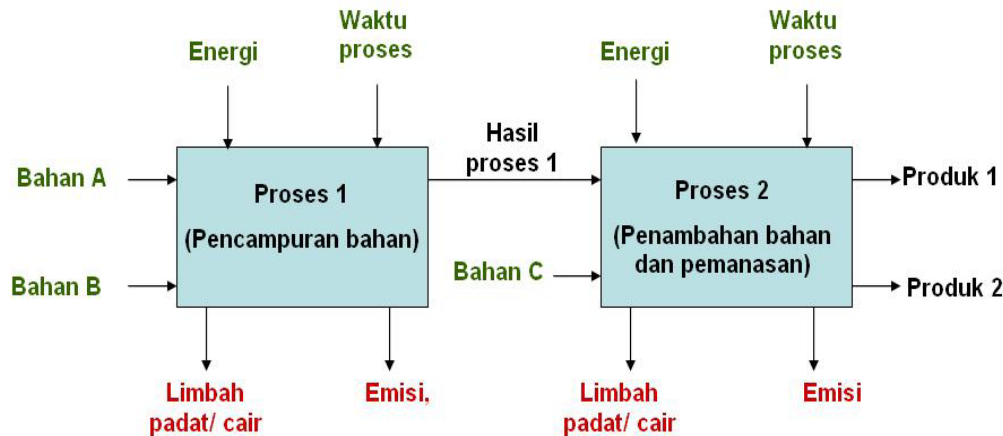 Energi
Waktu
proses
Energi
Waktu
proses
Bahan A
Bahan B
Proses 1
(Pencampuran bahan)
Hasil
proses 1
Bahan C
Proses 2
(Penambahan bahan
dan pemanasan)
Produk 1
Produk 2
Limbah
padat/ cair
Emisi,
Limbah
padat/ cair
Emisi